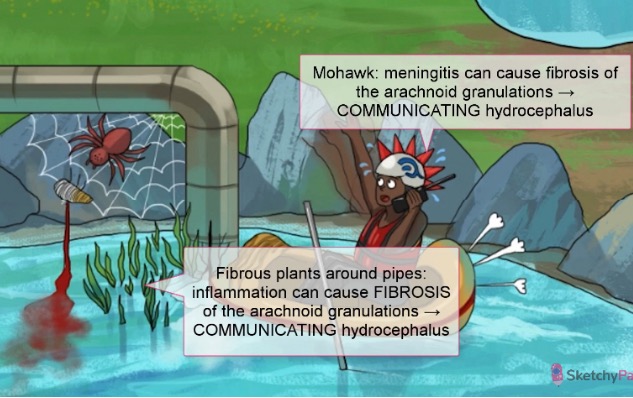 Mohawk: meningitis can cause fibrosis of
the arachnoid granulations →
COMMUNICATING hydrocephalus
Fibrous plants around pipes:
inflammation can cause FIBROSIS
of the arachnoid granulations →
COMMUNICATING hydrocephalus
SketchyPa